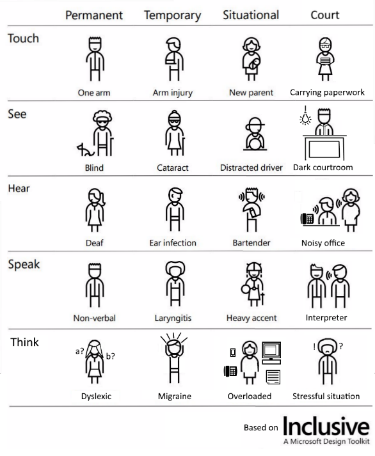 Permanent Temporary Situational Court
Touch
One arm Arm injury New parent Carrying paperwork
See
Blind Cataract Distracted driver Dark courtroom
Hear
Deaf Ear infection Bartender Noisy office
Speak
Non-verbal Laryngitis Heavy accent Interpreter
Think
a? b? ! ?
Dyslexic Migraine Overloaded Stressful situation
Based on Inclusive
A Microsoft Design Toolkit